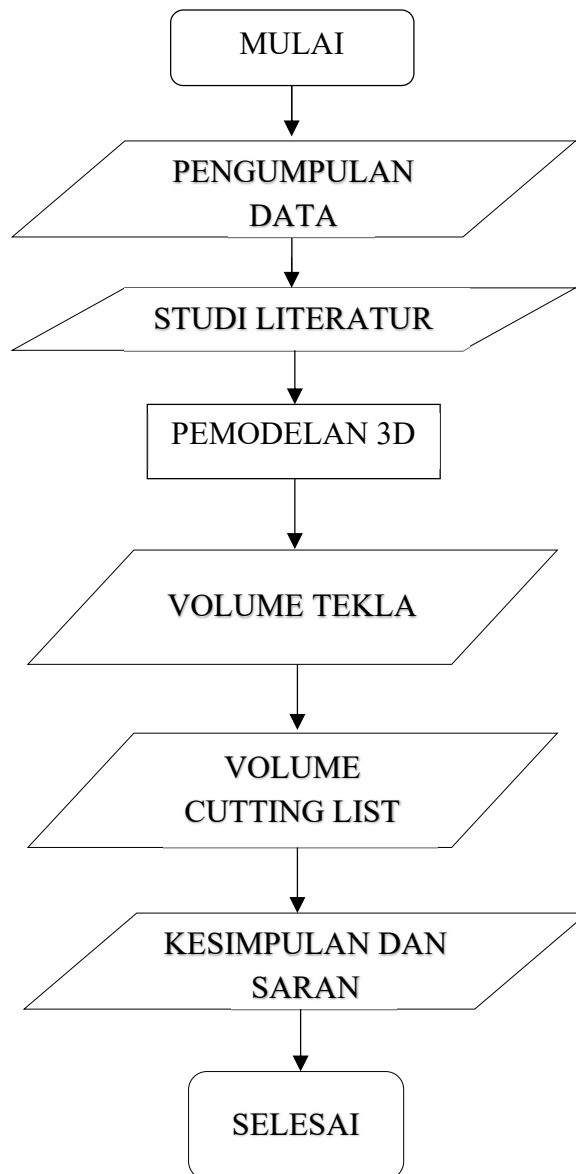 MULAI
PENGUMPULAN
DATA
STUDI LITERATUR
PEMODELAN 3D
VOLUME TEKLA
VOLUME
CUTTING LIST
KESIMPULAN DAN
SARAN
SELESAI